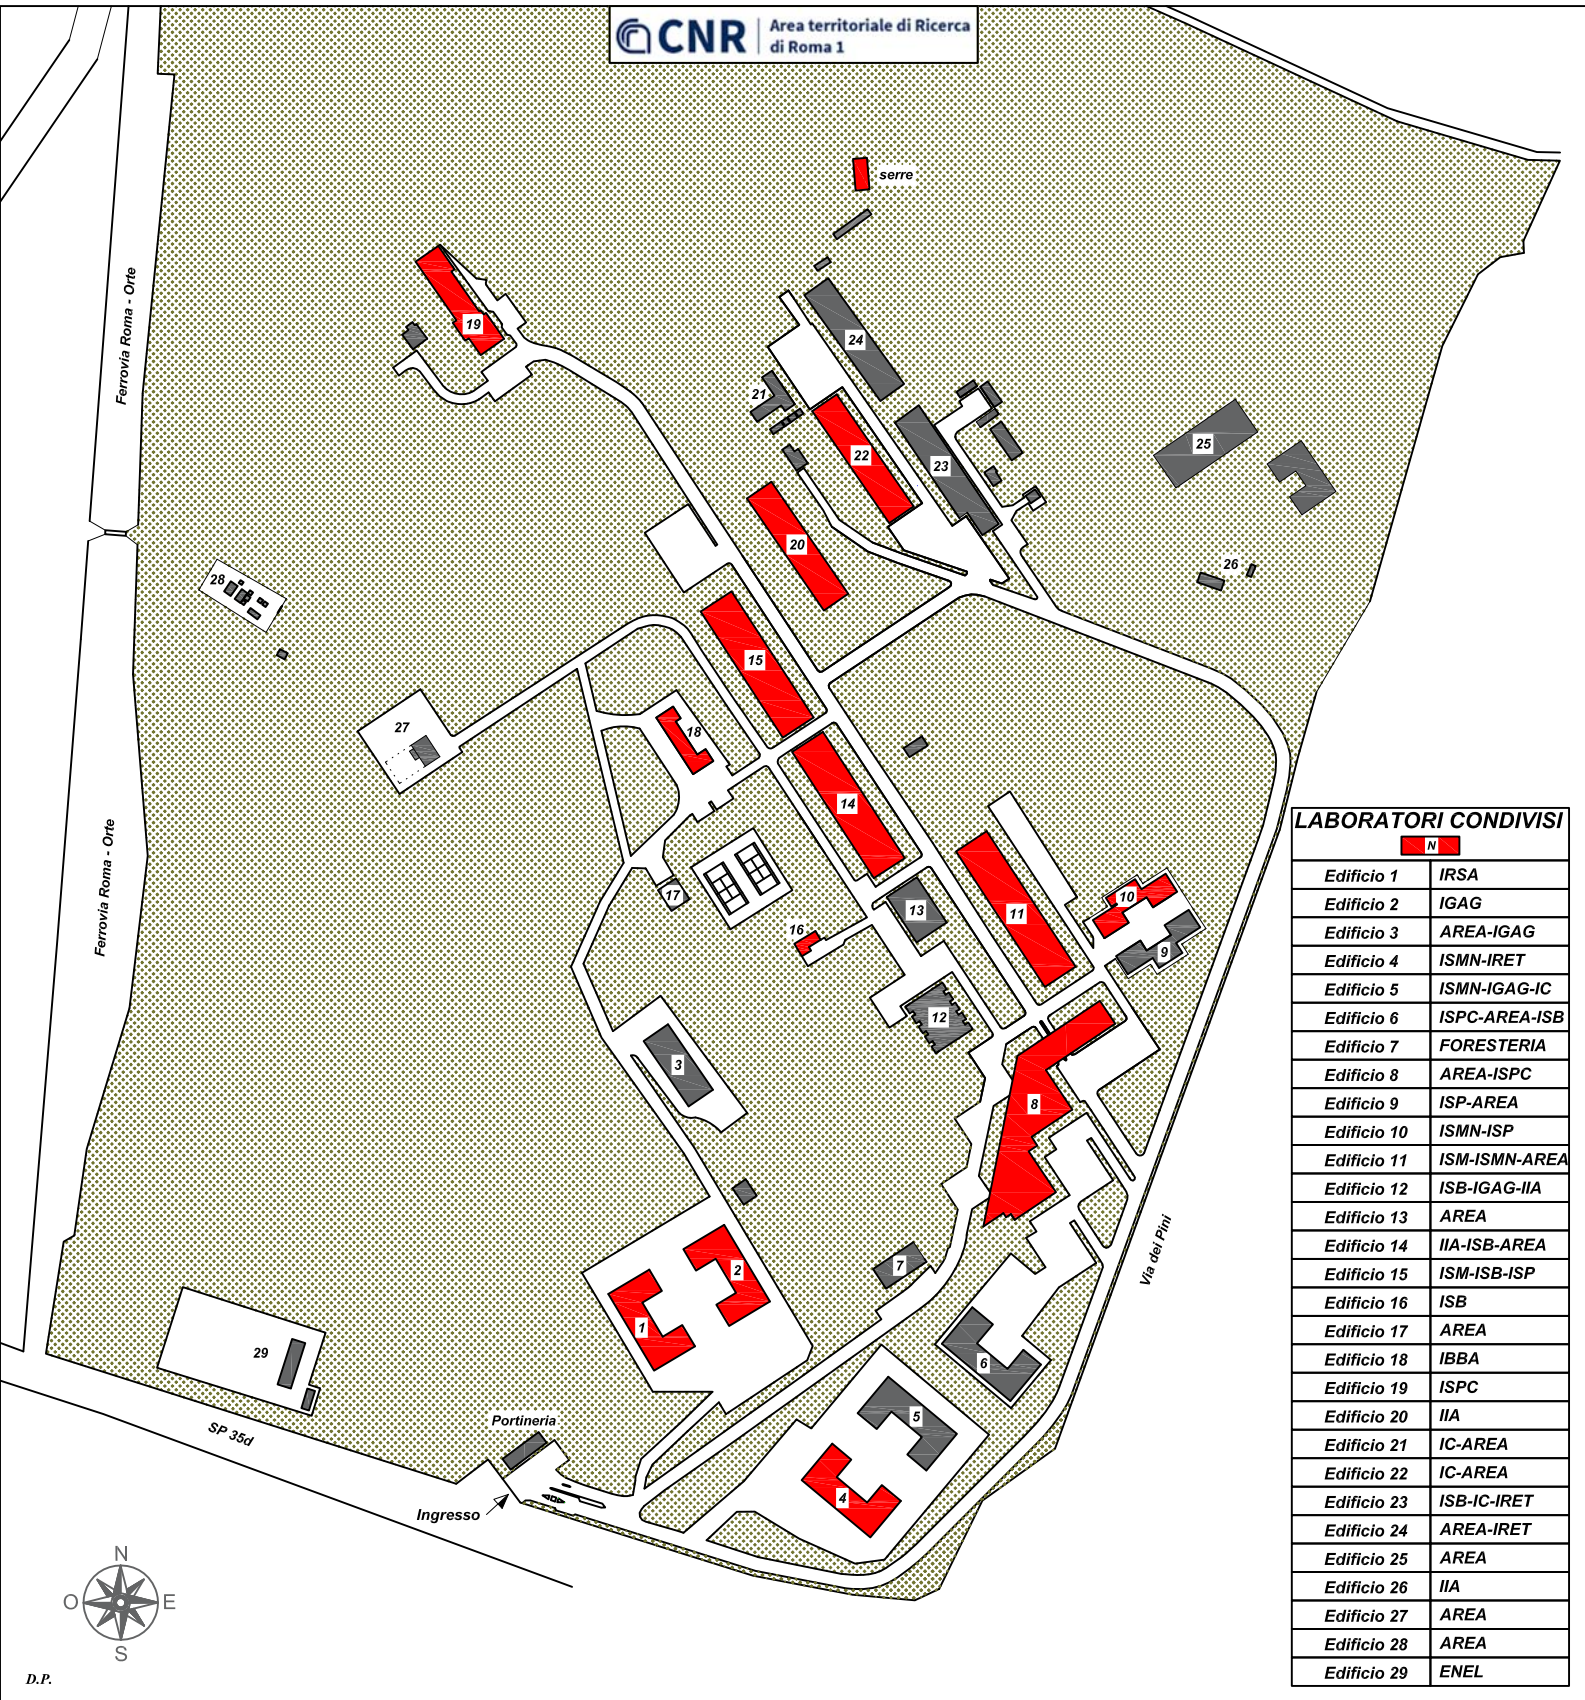 CNR
Area territoriale di Ricerca
di Roma 1
serre
Ferrovia Roma - Orte
19
24
21
22
23
25
20
26
28
15
27
18
14
Ferrovia Roma - Orte
17
16
13
11
10
9
12
3
8
Via dei Pini
7
2
1
6
29
5
4
Portineria
SP 35d
Ingresso
N
O
E
S
D.P.
LABORATORI CONDIVISI
N
Edificio 1 IRSA
Edificio 2 IGAG
Edificio 3 AREA-IGAG
Edificio 4 ISMN-IRET
Edificio 5 ISMN-IGAG-IC
Edificio 6 ISPC-AREA-ISB
Edificio 7 FORESTERIA
Edificio 8 AREA-ISPC
Edificio 9 ISP-AREA
Edificio 10 ISMN-ISP
Edificio 11 ISM-ISMN-AREA
Edificio 12 ISB-IGAG-IIA
Edificio 13 AREA
Edificio 14 IIA-ISB-AREA
Edificio 15 ISM-ISB-ISP
Edificio 16 ISB
Edificio 17 AREA
Edificio 18 IBBA
Edificio 19 ISPC
Edificio 20 IIA
Edificio 21 IC-AREA
Edificio 22 IC-AREA
Edificio 23 ISB-IC-IRET
Edificio 24 AREA-IRET
Edificio 25 AREA
Edificio 26 IIA
Edificio 27 AREA
Edificio 28 AREA
Edificio 29 ENEL